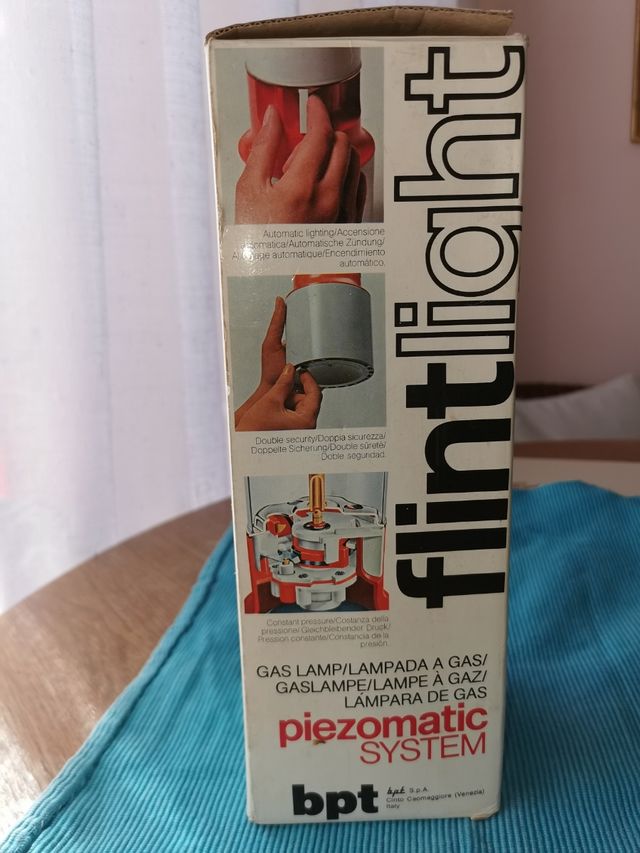 flintlight
Automatic lighting/Accensione
automatica/Automatische Zündung/
Allumage automatique/Encendimiento
automático.
Double security/Doppia sicurezza/
Doppelte Sicherung/Double sûreté/
Doble seguridad.
Constant pressure/Costanza della
pressione/Gleichbleibender Druck/
Pression constante/Constancia de la
presión.
GAS LAMP/LAMPADA A GAS/
GASLAMPE/LAMPE À GAZ/
LÁMPARA DE GAS
piezomatic
SYSTEM
bpt
bpt S.p.A.
Cinto Caomaggiore (Venezia)
Italy